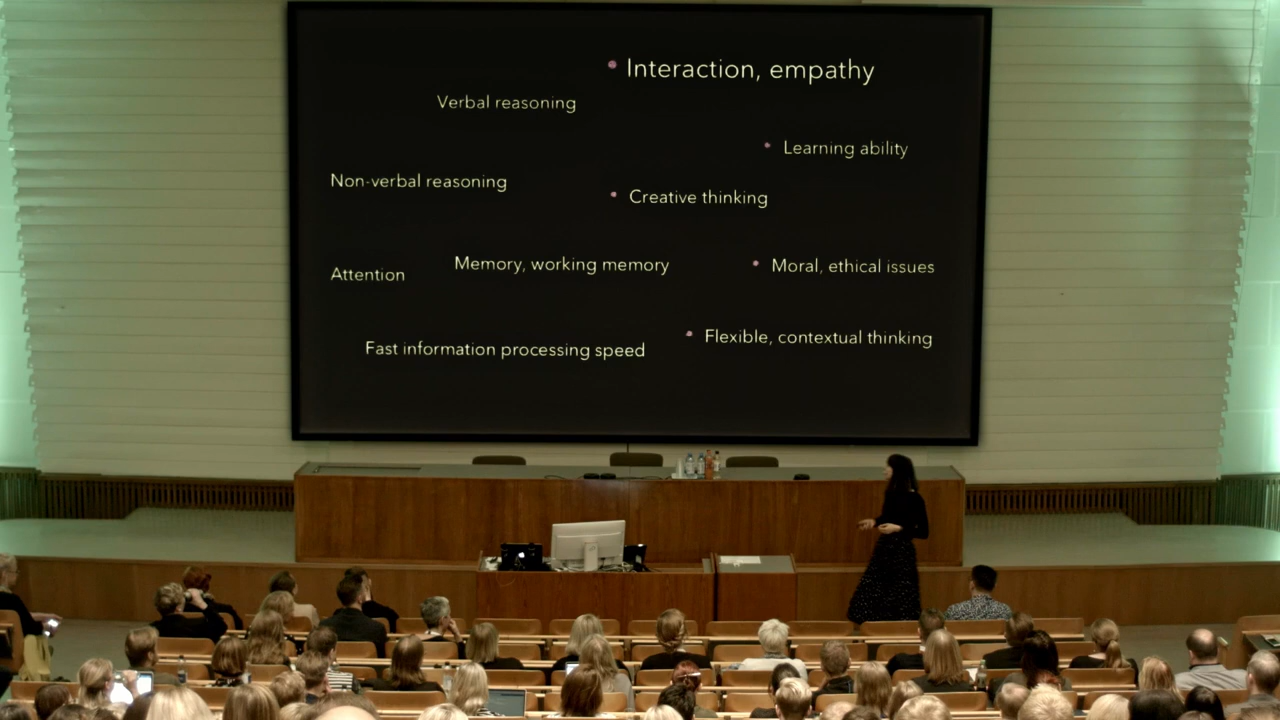 Interaction, empathy
Verbal reasoning
Learning ability
Non-verbal reasoning
Creative thinking
Memory, working memory
Moral, ethical issues
Attention
Flexible, contextual thinking
Fast information processing speed